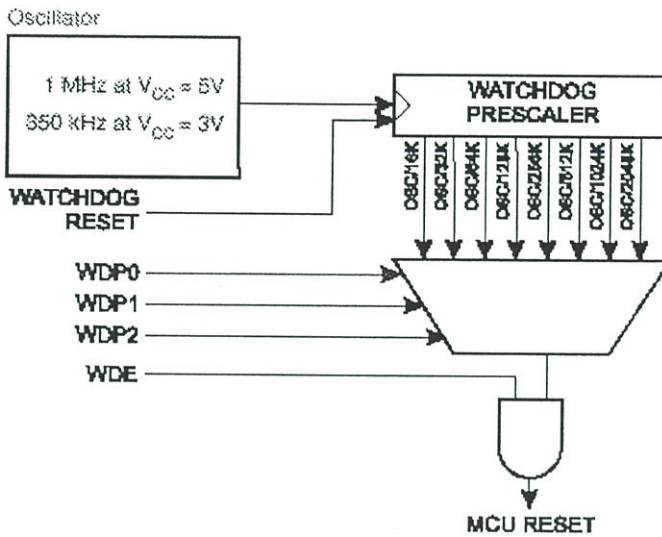 Oscillator
1 MHz at VCC = 5V
350 kHz at VCC = 3V
WATCHDOG
PRESCALER
WATCHDOG
RESET
OSC/16K
OSC/32K
OSC/64K
OSC/128K
OSC/256K
OSC/512K
OSC/1024K
OSC/2048K
WDP0
WDP1
WDP2
WDE
MCU RESET